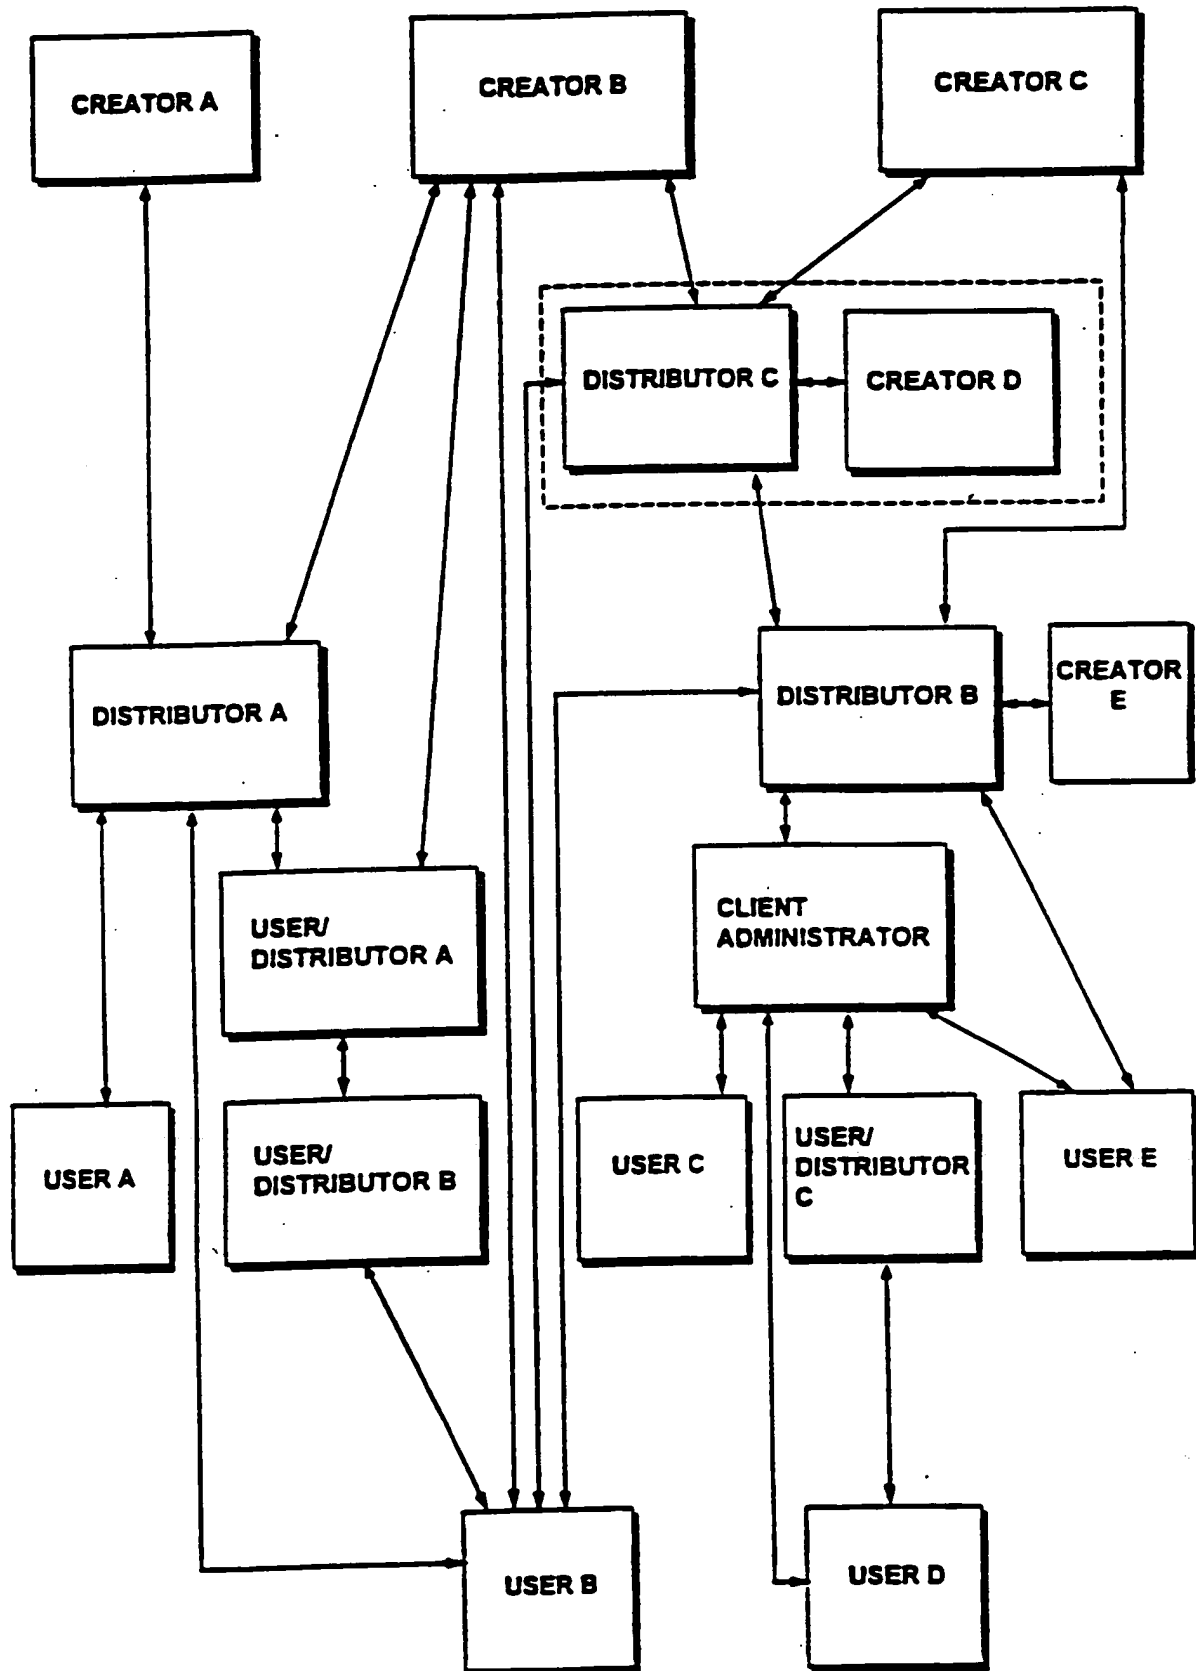 CREATOR A
CREATOR B
CREATOR C
DISTRIBUTOR C
CREATOR D
DISTRIBUTOR A
DISTRIBUTOR B
CREATOR
E
USER/
DISTRIBUTOR A
CLIENT
ADMINISTRATOR
USER A
USER/
DISTRIBUTOR B
USER C
USER/
DISTRIBUTOR
C
USER E
USER B
USER D